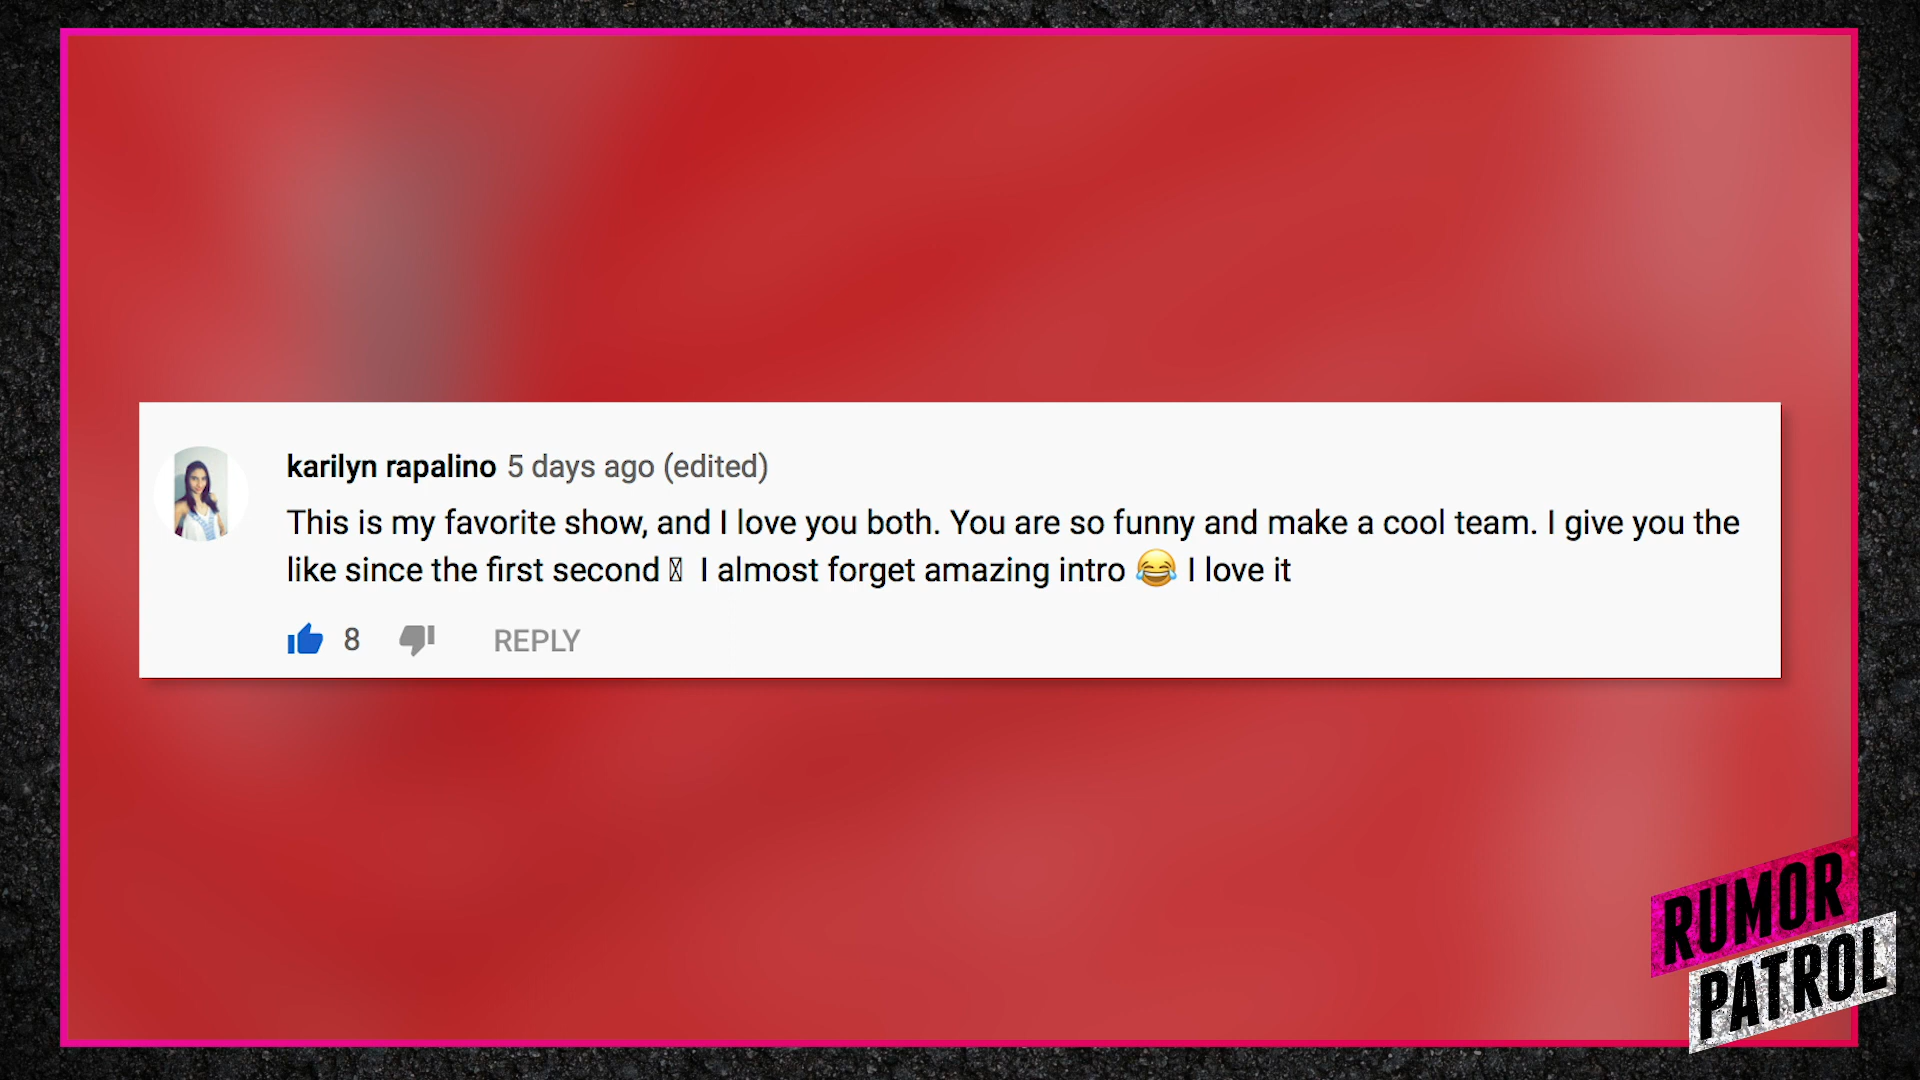 karilyn rapalino 5 days ago (edited)
This is my favorite show, and I love you both. You are so funny and make a cool team. I give you the
like since the first second I almost forget amazing intro 😂 I love it
8 REPLY
RUMOR
PATROL